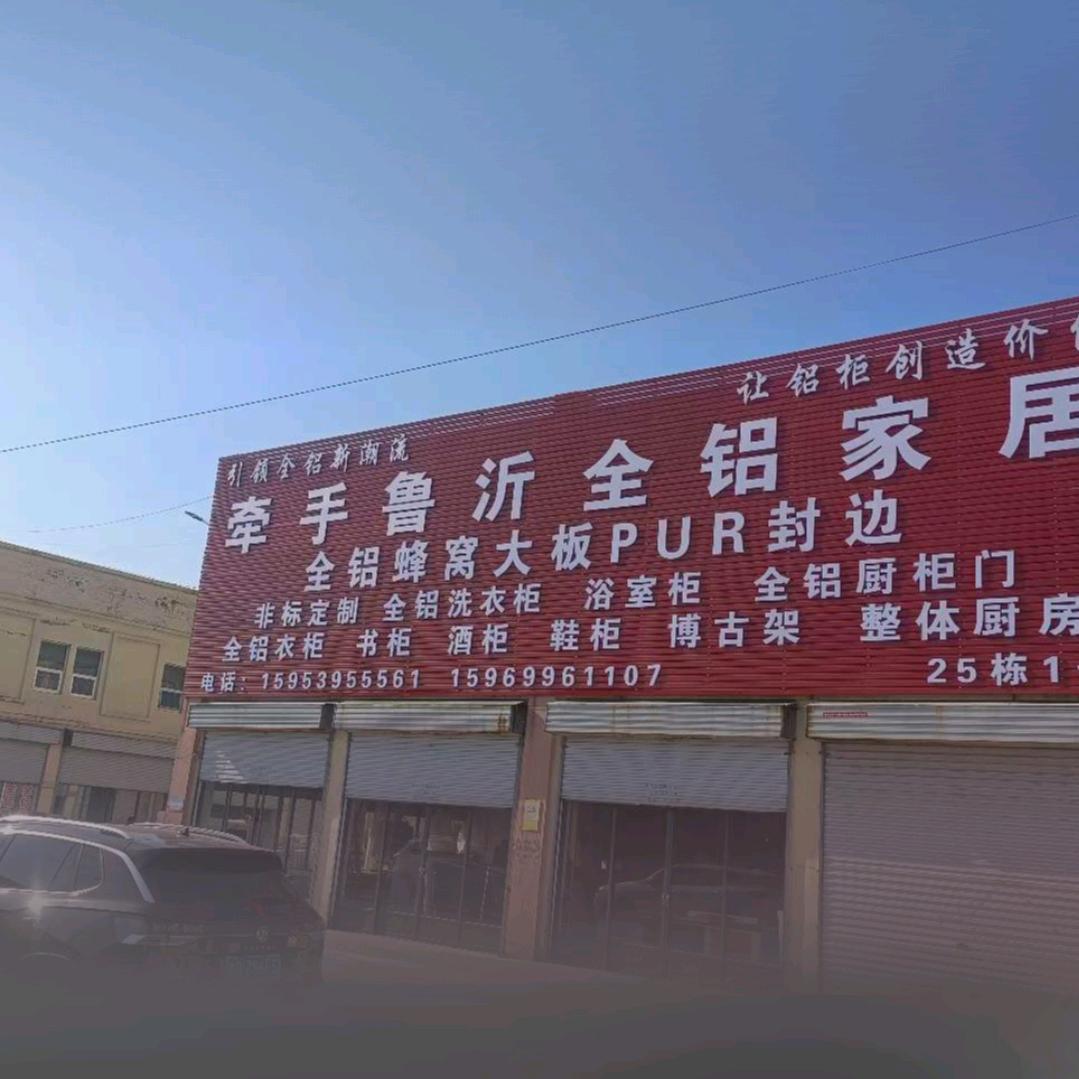 引领全铝新潮流
让铝柜创造价
牵手鲁沂全铝家居
全铝蜂窝大板PUR封边
非标定制 全铝洗衣柜 浴室柜 全铝厨柜门
全铝衣柜 书柜 酒柜 鞋柜 博古架 整体厨房
电话：15953955561 15969961107
25栋1